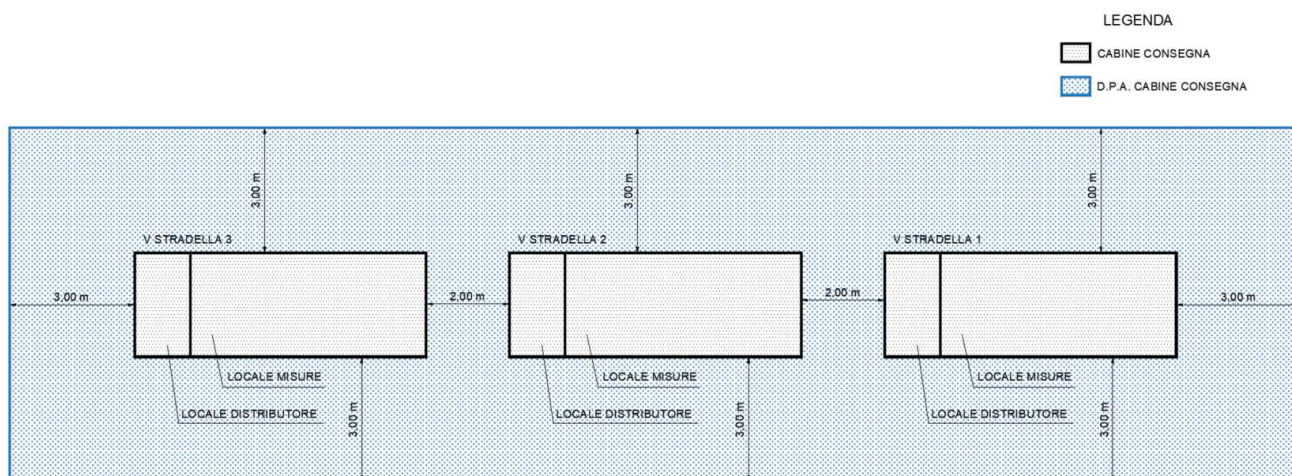 LEGENDA
CABINE CONSEGNA
D.P.A. CABINE CONSEGNA
3,00 m
3,00 m
3,00 m
V STRADELLA 3
V STRADELLA 2
V STRADELLA 1
3,00 m
2,00 m
2,00 m
3,00 m
LOCALE MISURE
LOCALE MISURE
LOCALE MISURE
LOCALE DISTRIBUTORE
LOCALE DISTRIBUTORE
LOCALE DISTRIBUTORE
3,00 m
3,00 m
3,00 m